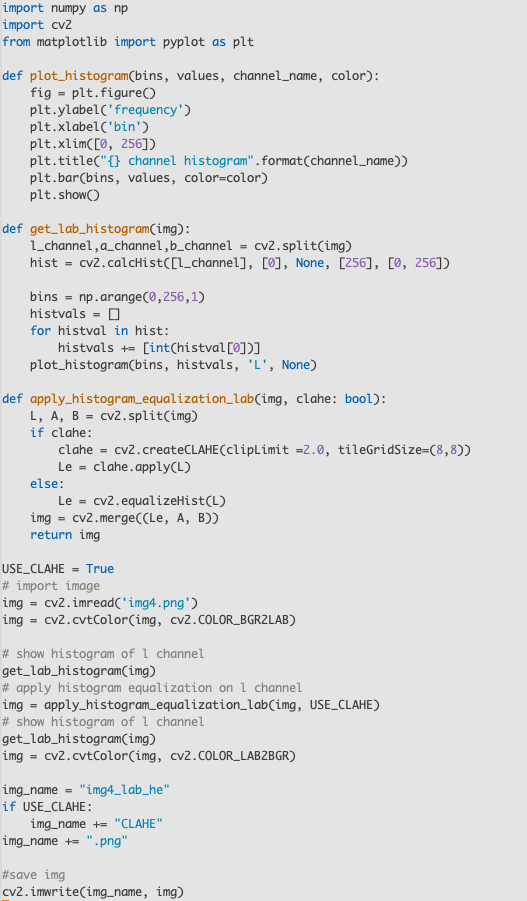 import numpy as np
import cv2
from matplotlib import pyplot as plt

def plot_histogram(bins, values, channel_name, color):
    fig = plt.figure()
    plt.ylabel('frequency')
    plt.xlabel('bin')
    plt.xlim([0, 256])
    plt.title("{} channel histogram".format(channel_name))
    plt.bar(bins, values, color=color)
    plt.show()

def get_lab_histogram(img):
    l_channel,a_channel,b_channel = cv2.split(img)
    hist = cv2.calcHist([l_channel], [0], None, [256], [0, 256])

    bins = np.arange(0,256,1)
    histvals = []
    for histval in hist:
        histvals += [int(histval[0])]
    plot_histogram(bins, histvals, 'L', None)

def apply_histogram_equalization_lab(img, clahe: bool):
    L, A, B = cv2.split(img)
    if clahe:
        clahe = cv2.createCLAHE(clipLimit =2.0, tileGridSize=(8,8))
        Le = clahe.apply(L)
    else:
        Le = cv2.equalizeHist(L)
    img = cv2.merge((Le, A, B))
    return img

USE_CLAHE = True
# import image
img = cv2.imread('img4.png')
img = cv2.cvtColor(img, cv2.COLOR_BGR2LAB)

# show histogram of l channel
get_lab_histogram(img)
# apply histogram equalization on l channel
img = apply_histogram_equalization_lab(img, USE_CLAHE)
# show histogram of l channel
get_lab_histogram(img)
img = cv2.cvtColor(img, cv2.COLOR_LAB2BGR)

img_name = "img4_lab_he"
if USE_CLAHE:
    img_name += "CLAHE"
img_name += ".png"

#save img
cv2.imwrite(img_name, img)